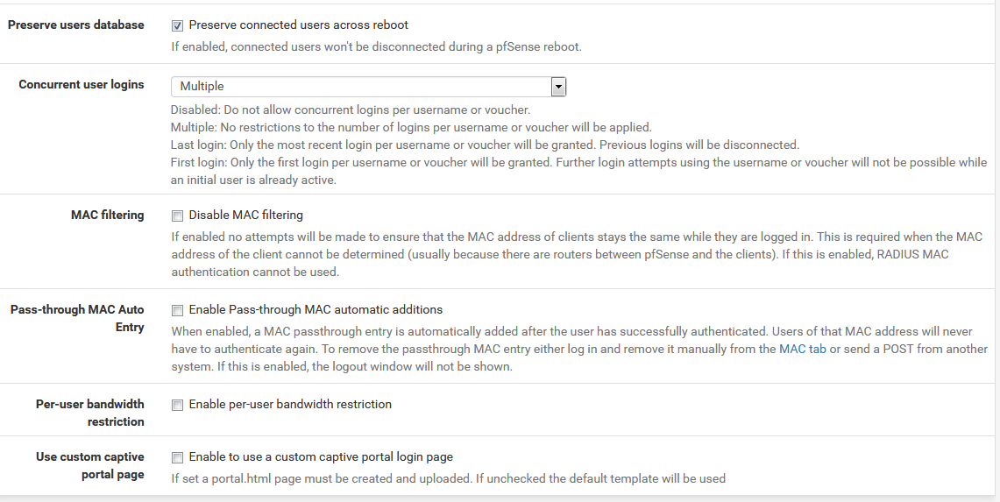 Preserve users database
Preserve connected users across reboot
If enabled, connected users won't be disconnected during a pfSense reboot.
Concurrent user logins
Multiple
Disabled: Do not allow concurrent logins per username or voucher.
Multiple: No restrictions to the number of logins per username or voucher will be applied.
Last login: Only the most recent login per username or voucher will be granted. Previous logins will be disconnected.
First login: Only the first login per username or voucher will be granted. Further login attempts using the username or voucher will not be possible while
an initial user is already active.
MAC filtering
Disable MAC filtering
If enabled no attempts will be made to ensure that the MAC address of clients stays the same while they are logged in. This is required when the MAC
address of the client cannot be determined (usually because there are routers between pfSense and the clients). If this is enabled, RADIUS MAC
authentication cannot be used.
Pass-through MAC Auto
Entry
Enable Pass-through MAC automatic additions
When enabled, a MAC passthrough entry is automatically added after the user has successfully authenticated. Users of that MAC address will never
have to authenticate again. To remove the passthrough MAC entry either log in and remove it manually from the MAC tab or send a POST from another
system. If this is enabled, the logout window will not be shown.
Per-user bandwidth
restriction
Enable per-user bandwidth restriction
Use custom captive
portal page
Enable to use a custom captive portal login page
If set a portal.html page must be created and uploaded. If unchecked the default template will be used